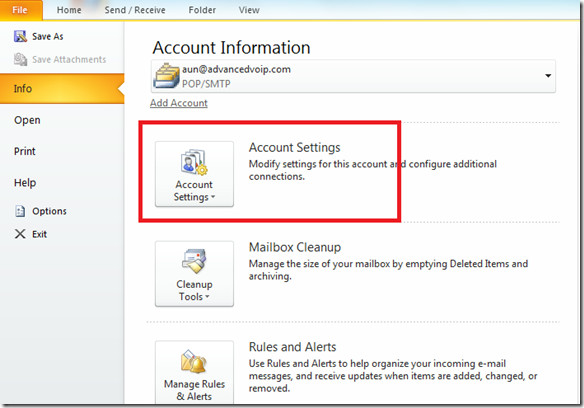 File Home Send / Receive Folder View
Save As
Save Attachments
Info
Open
Print
Help
Options
Exit
Account Information
aun@advancedvoip.com
POP/SMTP
Add Account
Account
Settings
Account Settings
Modify settings for this account and configure additional
connections.
Cleanup
Tools
Mailbox Cleanup
Manage the size of your mailbox by emptying Deleted Items and
archiving.
Manage Rules
& Alerts
Rules and Alerts
Use Rules and Alerts to help organize your incoming e-mail
messages, and receive updates when items are added, changed, or
removed.